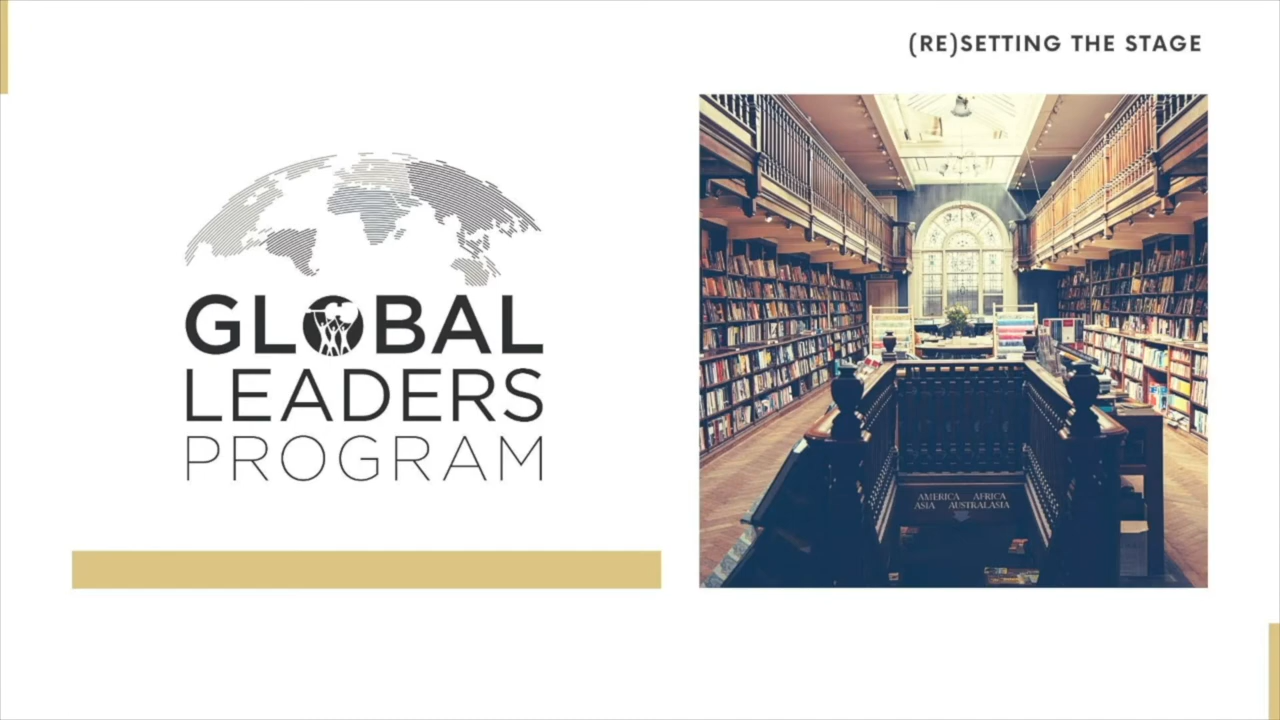 (RE)SETTING THE STAGE
GLOBAL
LEADERS
PROGRAM
AMERICA AFRICA
ASIA AUSTRALASIA